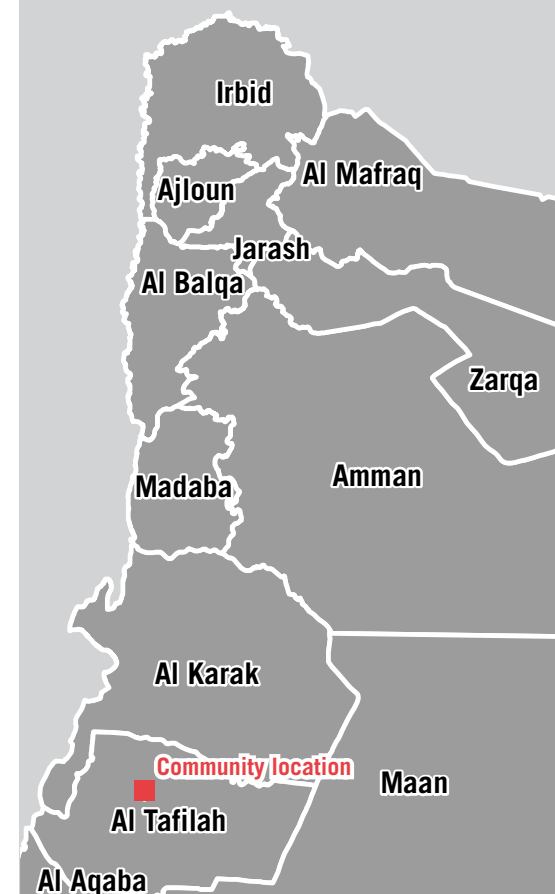 Irbid
Al Mafraq
Ajloun
Jarash
Al Balqa
Zarqa
Amman
Madaba
Al Karak
Community location
Maan
Al Tafilah
Al Aqaba